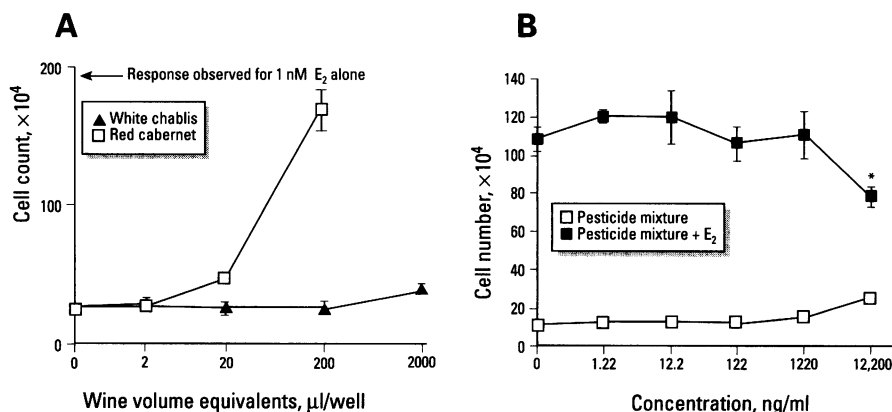 A
Cell count, ×10⁴
200
100
0
Response observed for 1 nM E₂ alone
White chablis
Red cabernet
0 2 20 200 2000
Wine volume equivalents, µl/well
B
Cell number, ×10⁴
140
120
100
80
60
40
20
0
*
Pesticide mixture
Pesticide mixture + E₂
0 1.22 12.2 122 1220 12,200
Concentration, ng/ml